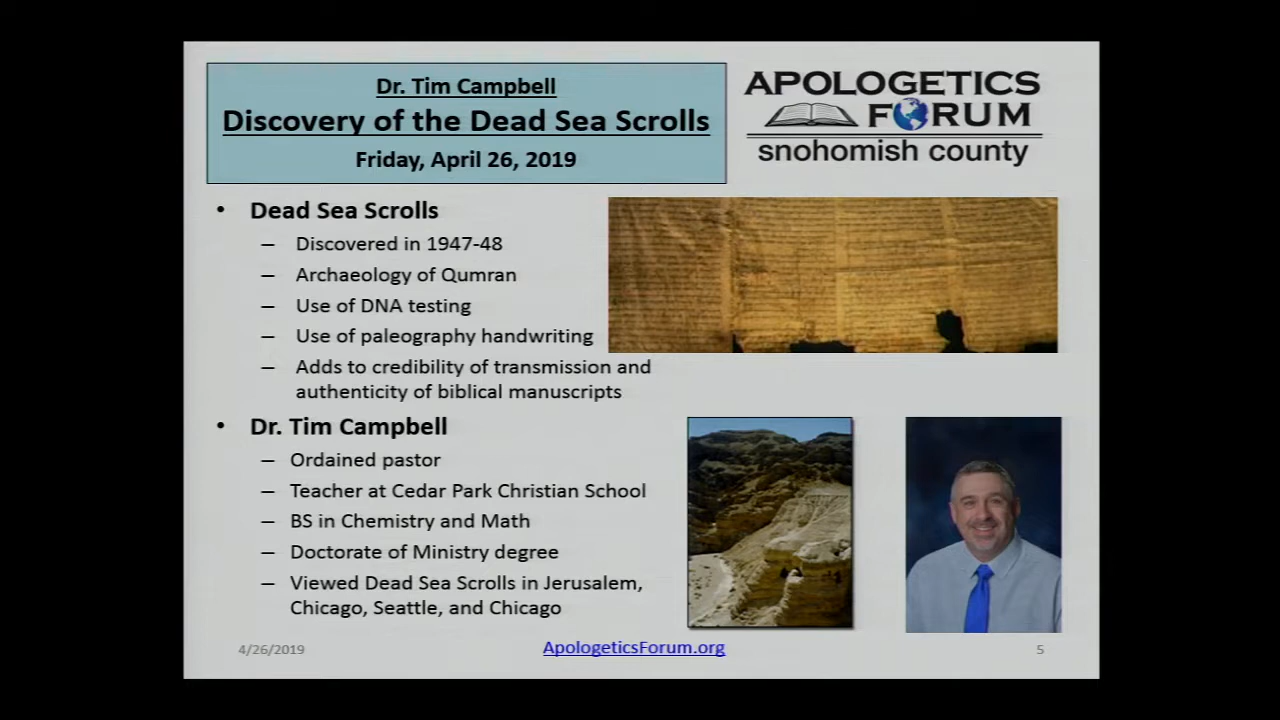 Dr. Tim Campbell
Discovery of the Dead Sea Scrolls
Friday, April 26, 2019
APOLOGETICS
FORUM
snohomish county
• Dead Sea Scrolls
– Discovered in 1947-48
– Archaeology of Qumran
– Use of DNA testing
– Use of paleography handwriting
– Adds to credibility of transmission and
authenticity of biblical manuscripts
• Dr. Tim Campbell
– Ordained pastor
– Teacher at Cedar Park Christian School
– BS in Chemistry and Math
– Doctorate of Ministry degree
– Viewed Dead Sea Scrolls in Jerusalem,
Chicago, Seattle, and Chicago
4/26/2019
ApologeticsForum.org
5